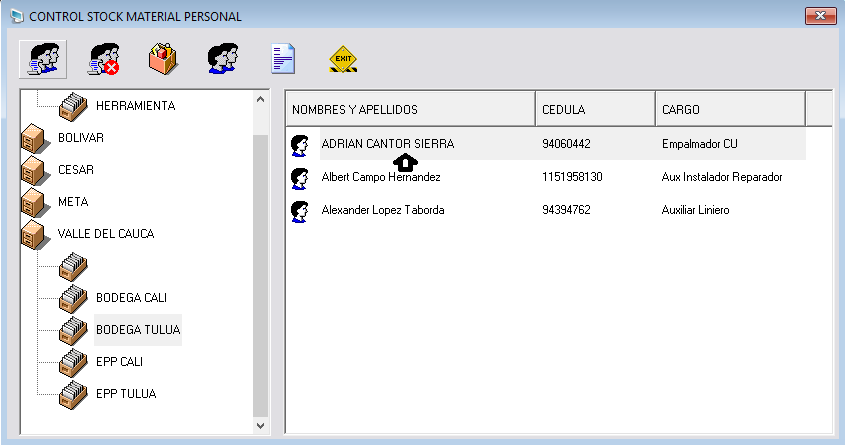 CONTROL STOCK MATERIAL PERSONAL
EXIT
HERRAMIENTA
BOLIVAR
CESAR
META
VALLE DEL CAUCA
BODEGA CALI
BODEGA TULUA
EPP CALI
EPP TULUA
NOMBRES Y APELLIDOS CEDULA CARGO
ADRIAN CANTOR SIERRA 94060442 Empalmador CU
Albert Campo Hernandez 1151958130 Aux Instalador Reparador
Alexander Lopez Taborda 94394762 Auxiliar Liniero